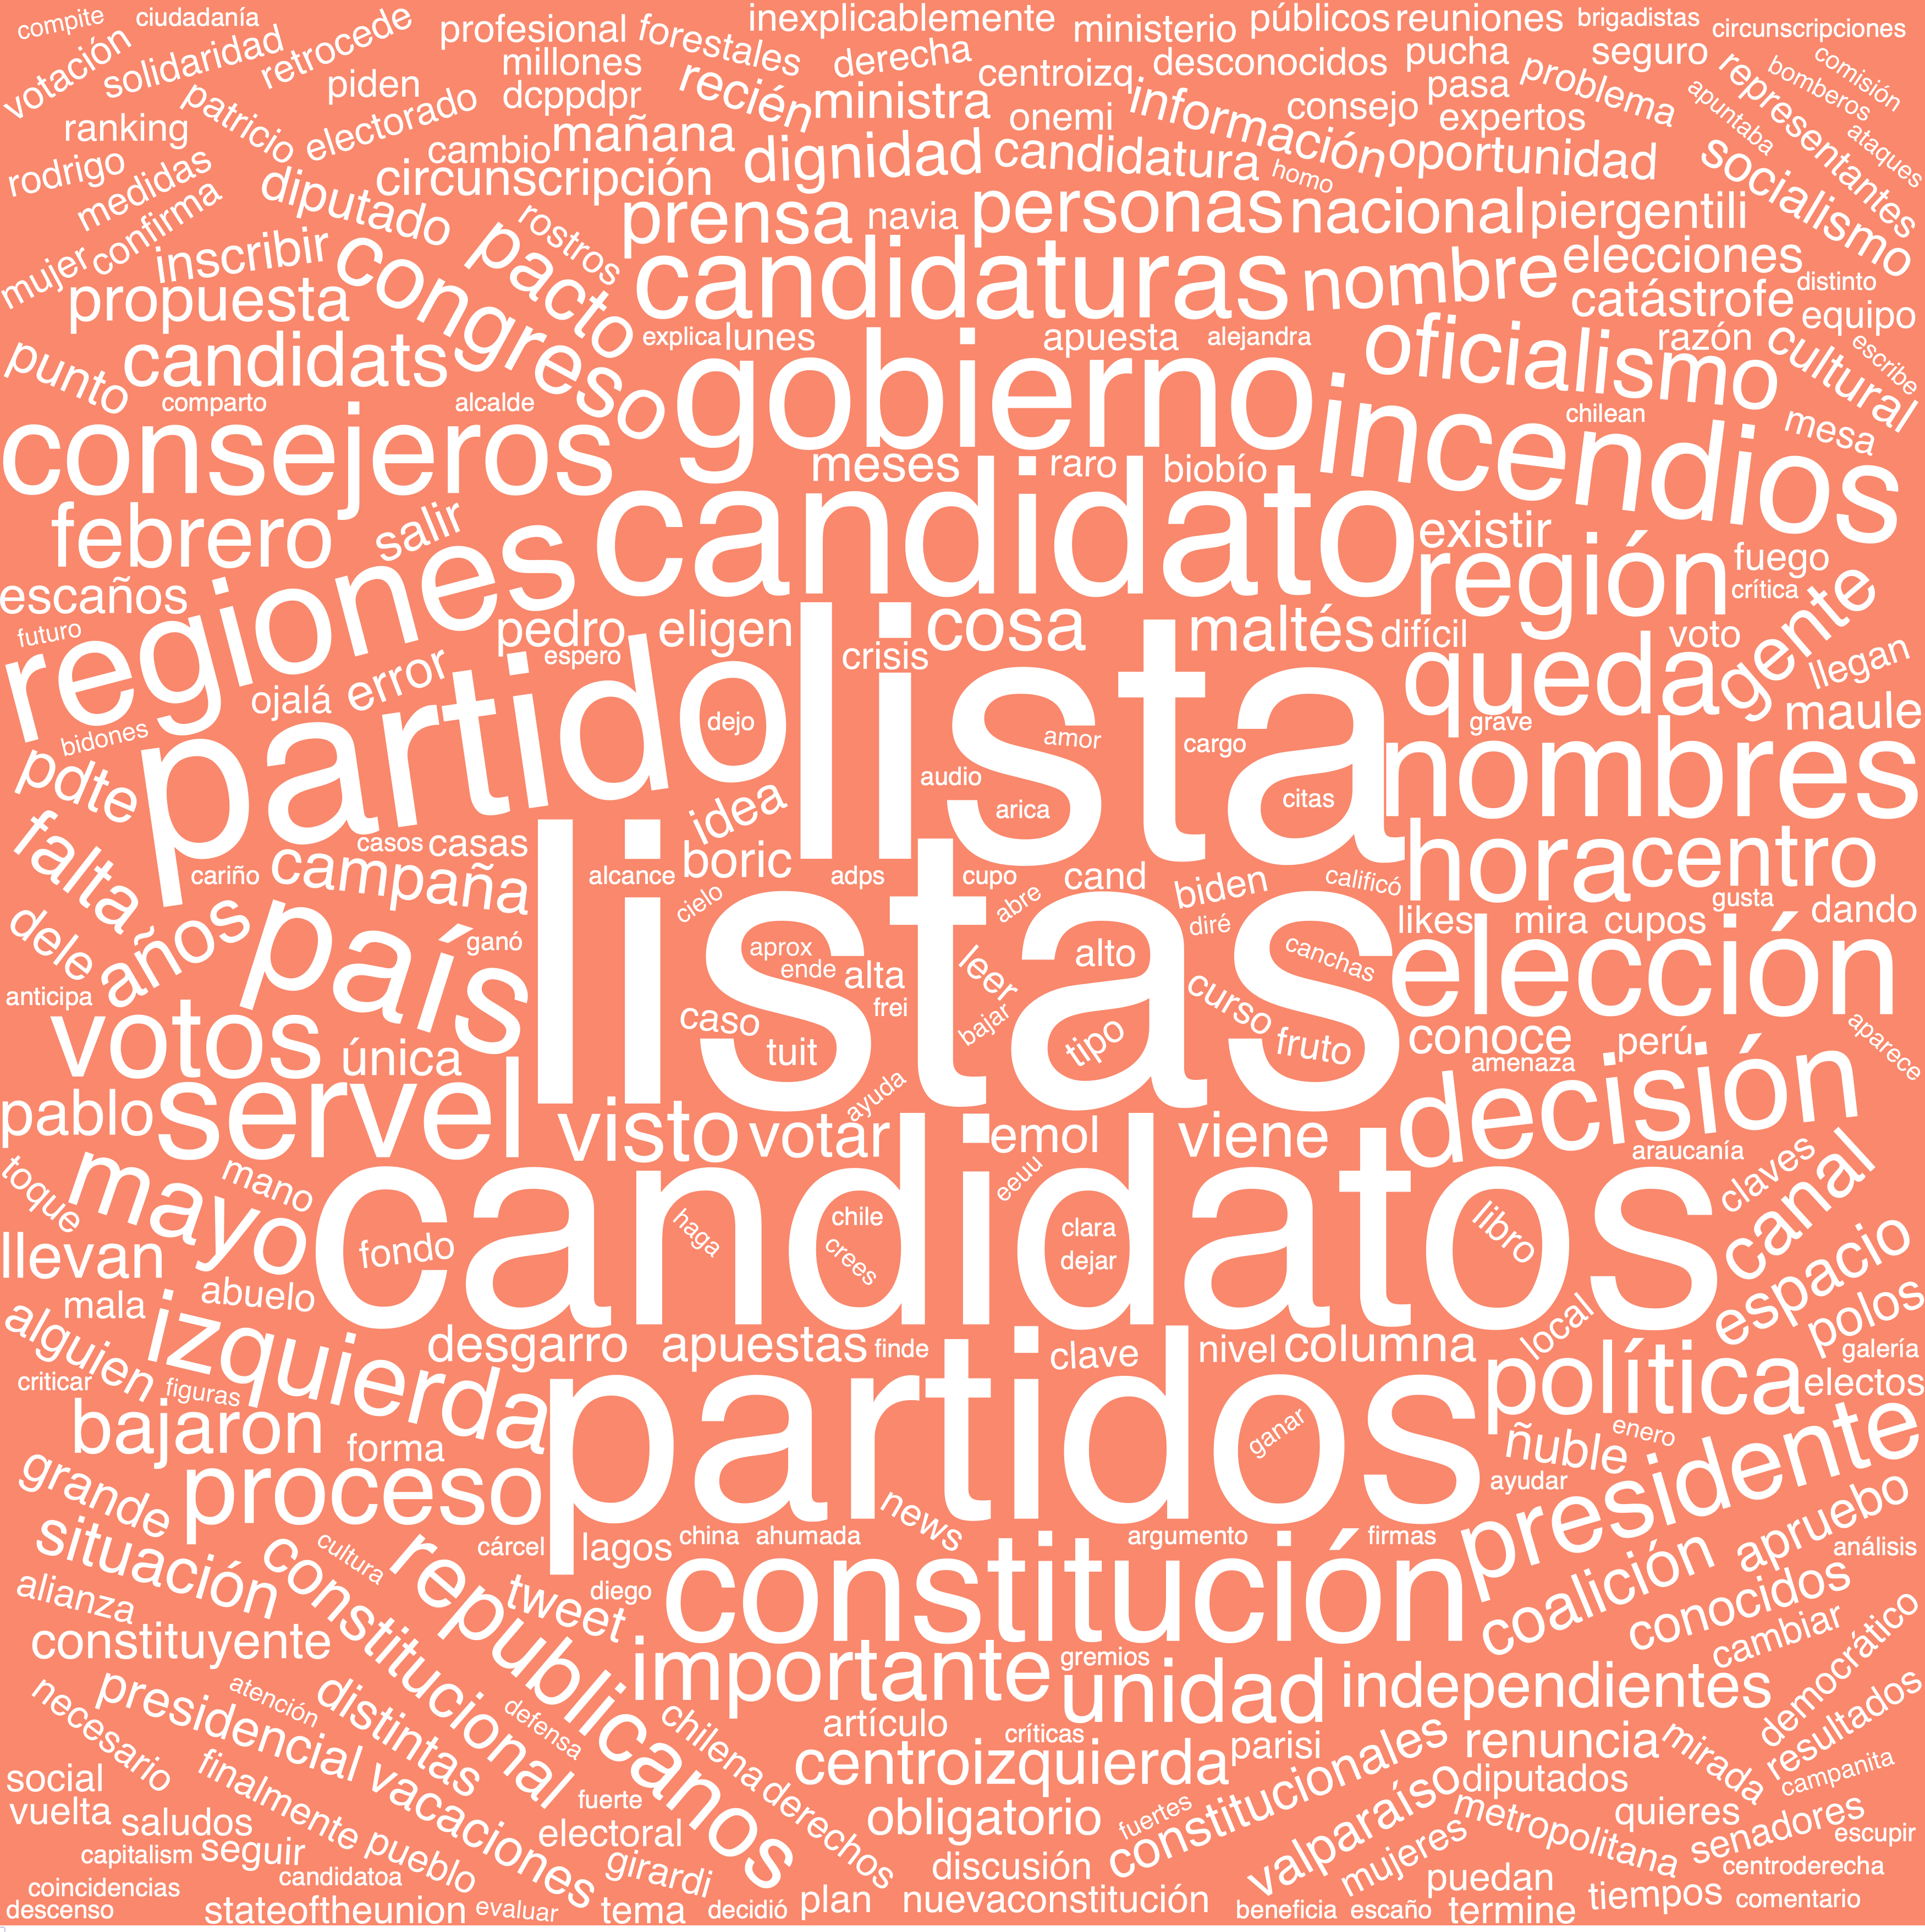 compite ciudadanía inexplicablemente ministerio públicos reuniones brigadistas circunscripciones
votación solidaridad retrocede profesional forestales derecha centroizq desconocidos pucha seguro representantes bomberos comisión
piden millones recién ministra onemi información consejo pasa problema apuntaba ataques
ranking patricio electorado dcppdpr cambio mañana dignidad candidatura homo oportunidad expertos socialismo
rodrigo medidas diputado circunscripción prensa navia personas nacional piergentili
mujer confirma inscribir congreso pacto rostros candidaturas nombre elecciones distinto
propuesta explica lunes apuesta alejandra catástrofe equipo
punto candidats gobierno oficialismo razón cultural escribe
comparto alcalde incendios chilean mesa
consejeros meses raro biobío
febrero salir candidato existir fuego
escaños regiones región crítica gente
futuro pedro eligen cosa maltés difícil voto
espero crisis queda llegan
ojalá error partido lista grave maule
bidones dejo amor cargo nombres
pdte audio
idea arica citas
falta casos casas boric hora centro
cariño campaña alcance adps cupo cand biden calificó gusta
dele años país ganó cielo listas abre diré likes mira cupos dando
aprox ende alta leer alto canchas elección
anticipa frei curso
votos única caso tuit bajar tipo fruto conoce perú aparece
amenaza decisión
pablo servel visto votar ayuda emol viene araucanía
toque mayo mano eeuu claves canal
candidatos chile clara libro
llevan fondo haga crees dejar espacio
mala abuelo local polos
alguien izquierda desgarro apuestas finde clave nivel columna galería
criticar figuras partidos política electos
bajaron forma ganar ñuble enero presidente
grande proceso news ayudar apruebo
situación cultura republicanos cárcel lagos china ahumada argumento firmas coalición análisis
alianza constitucional tweet diego constitución conocidos
constituyente importante gremios unidad independientes cambiar democrático
necesario presidencial atención distintas defensa chilena artículo críticas parisi renuncia mirada resultados
social finalmente vacaciones fuerte derechos centroizquierda constitucionales valparaíso diputados campanita
vuelta saludos electoral obligatorio fuertes metropolitana quieres senadores escupir
capitalism seguir pueblo girardi discusión mujeres centroderecha
coincidencias candidatoa puedan
descenso stateoftheunion evaluar tema decidió plan nuevaconstitución beneficia escaño termine tiempos comentario